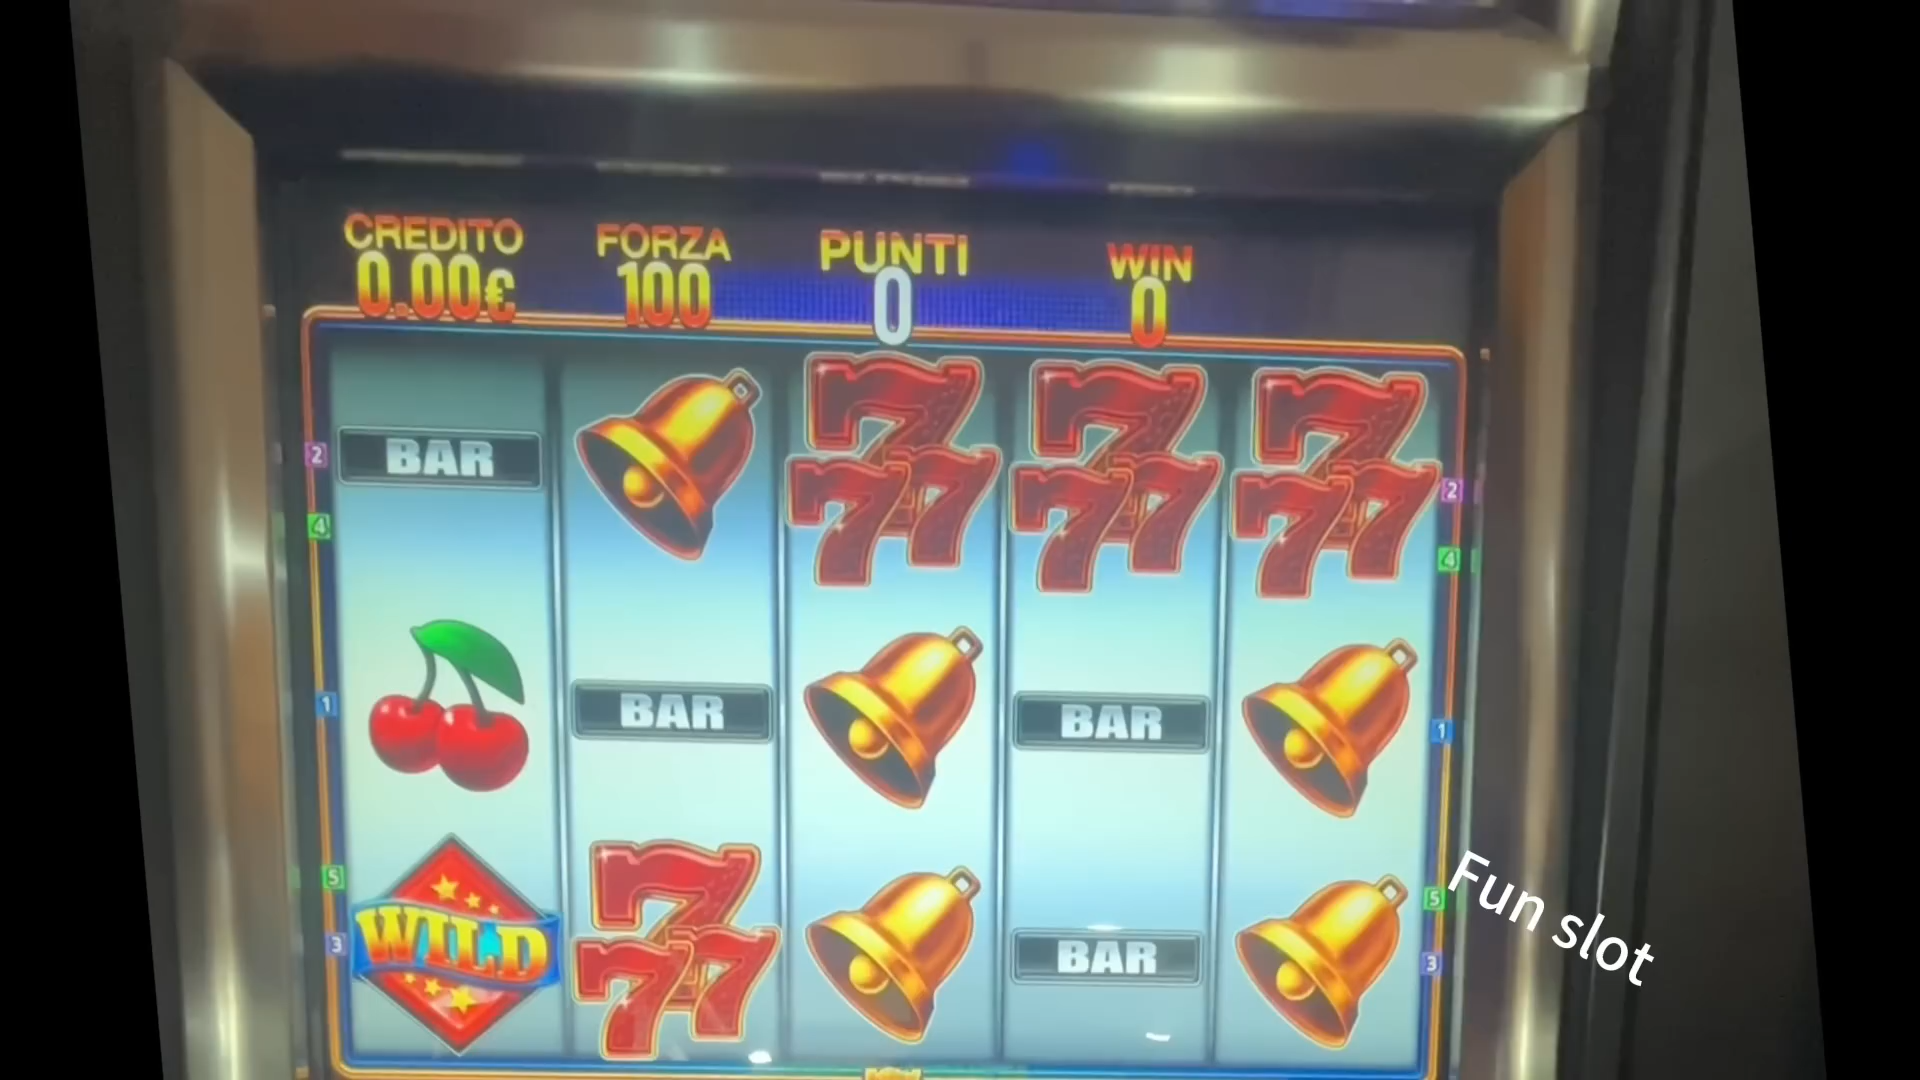 CREDITO FORZA PUNTI WIN
0.00€ 100 0 0
BAR
2 2
4 4
1 BAR BAR 1
5 5
WILD BAR
3 3
Fun slot